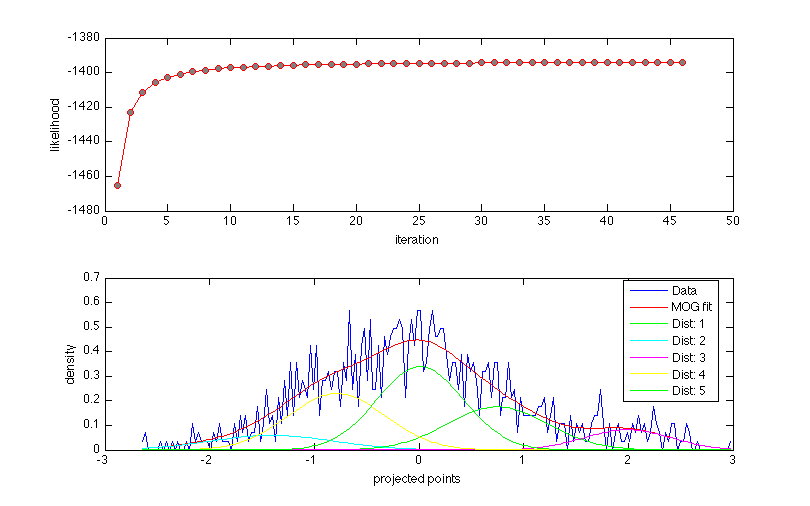 -1380
-1400
-1420
-1440
-1460
-1480
likelihood
0 5 10 15 20 25 30 35 40 45 50
iteration
0.7
0.6
0.5
0.4
0.3
0.2
0.1
0
density
Data
MOG fit
Dist: 1
Dist: 2
Dist: 3
Dist: 4
Dist: 5
-3 -2 -1 0 1 2 3
projected points